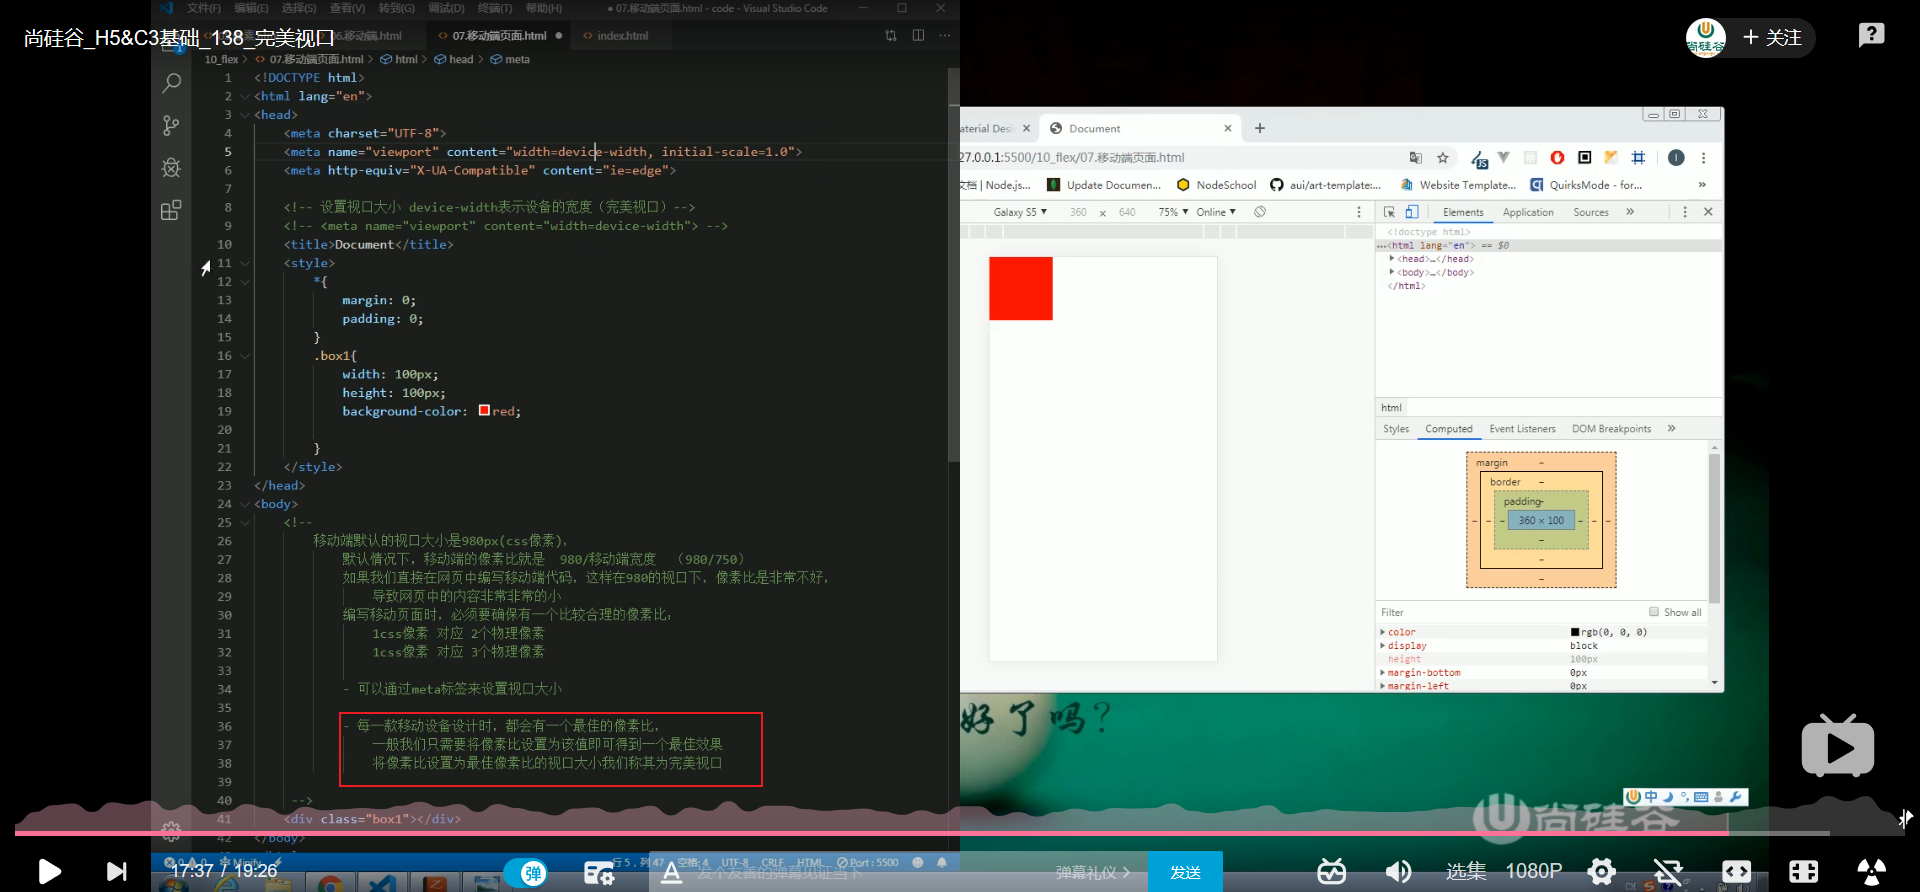 文件(F) 编辑(E) 选择(S) 查看(V) 转到(G) 调试(D) 终端(T) 帮助(H) ● 07.移动端页面.html - code - Visual Studio Code
尚硅谷_H5&C3基础_138_完美视口
07.移动端页面.html
index.html
10_flex > 07.移动端页面.html > html > head > meta
1 <!DOCTYPE html>
2 <html lang="en">
3 <head>
4 <meta charset="UTF-8">
5 <meta name="viewport" content="width=device-width, initial-scale=1.0">
6 <meta http-equiv="X-UA-Compatible" content="ie=edge">
7
8 <!-- 设置视口大小 device-width表示设备的宽度（完美视口）-->
9 <!-- <meta name="viewport" content="width=device-width"> -->
10 <title>Document</title>
11 <style>
12 *{
13 margin: 0;
14 padding: 0;
15 }
16 .box1{
17 width: 100px;
18 height: 100px;
19 background-color: red;
20
21 }
22 </style>
23 </head>
24 <body>
25 <!--
26 移动端默认的视口大小是980px(css像素),
27 默认情况下，移动端的像素比就是 980/移动端宽度 （980/750）
28 如果我们直接在网页中编写移动端代码，这样在980的视口下，像素比是非常不好，
29 导致网页中的内容非常非常的小
30 编写移动页面时，必须要确保有一个比较合理的像素比：
31 1css像素 对应 2个物理像素
32 1css像素 对应 3个物理像素
33
34 - 可以通过meta标签来设置视口大小
35
36 - 每一款移动设备设计时，都会有一个最佳的像素比，
37 一般我们只需要将像素比设置为该值即可得到一个最佳效果
38 将像素比设置为最佳像素比的视口大小我们称其为完美视口
39
40 -->
41 <div class="box1"></div>
42 </body>
行 5，列 47 空格: 4 UTF-8 CRLF HTML Port : 5500
+ 关注
Document
27.0.0.1:5500/10_flex/07.移动端页面.html
文档 | Node.js...
Update Documen...
NodeSchool
aui/art-template:...
Website Template...
QuirksMode - for...
Galaxy S5 ▼ 360 × 640 75% ▼ Online ▼
Elements Application Sources »
<!doctype html>
<html lang="en"> == $0
<head>…</head>
<body>…</body>
</html>
html
Styles Computed Event Listeners DOM Breakpoints »
margin -
border -
padding-
360 × 100
Filter
Show all
color rgb(0, 0, 0)
display block
height 100px
margin-bottom 0px
margin-left 0px
好了吗？
中
尚硅谷
17:37 / 19:26
弹
发个友善的弹幕见证当下
弹幕礼仪 >
发送
选集
1080P